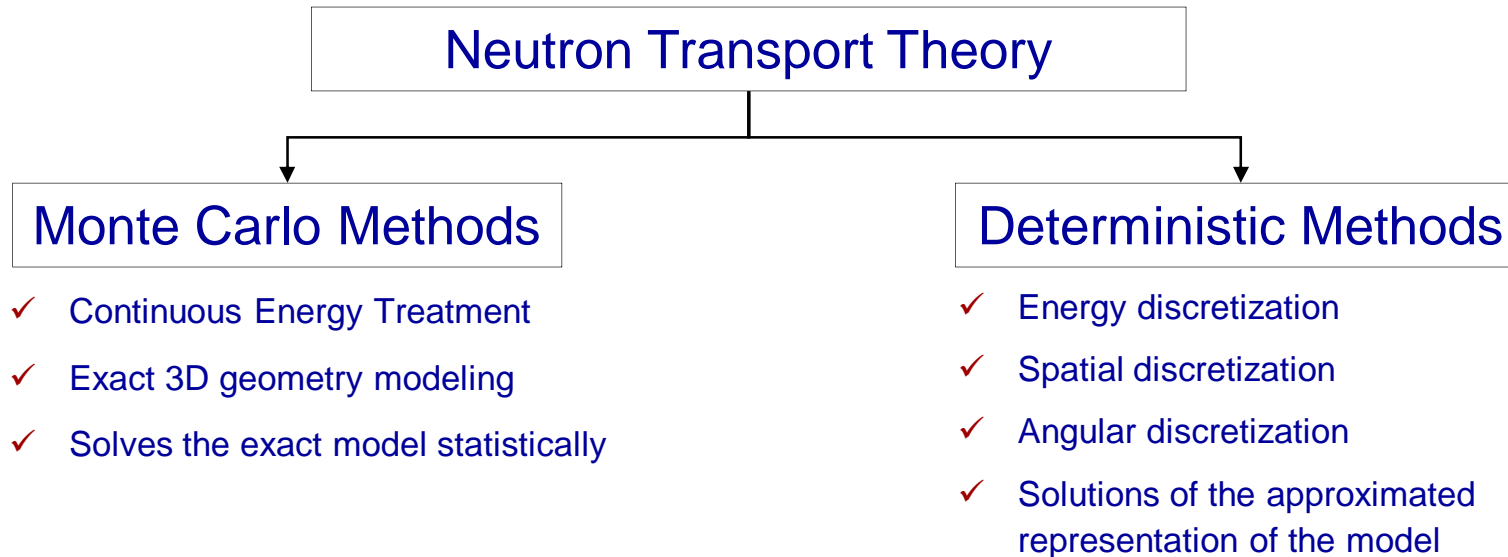 Neutron Transport Theory
Monte Carlo Methods
✓ Continuous Energy Treatment
✓ Exact 3D geometry modeling
✓ Solves the exact model statistically
Deterministic Methods
✓ Energy discretization
✓ Spatial discretization
✓ Angular discretization
✓ Solutions of the approximated
representation of the model